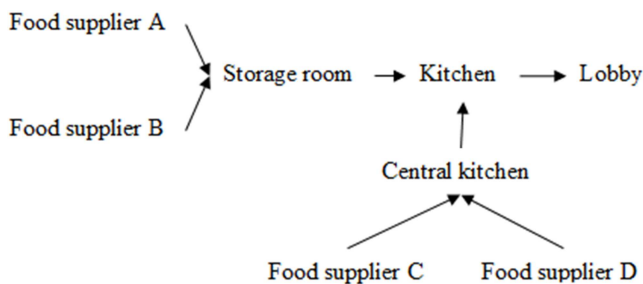 Food supplier A
Storage room
Kitchen
Lobby
Food supplier B
Central kitchen
Food supplier C
Food supplier D